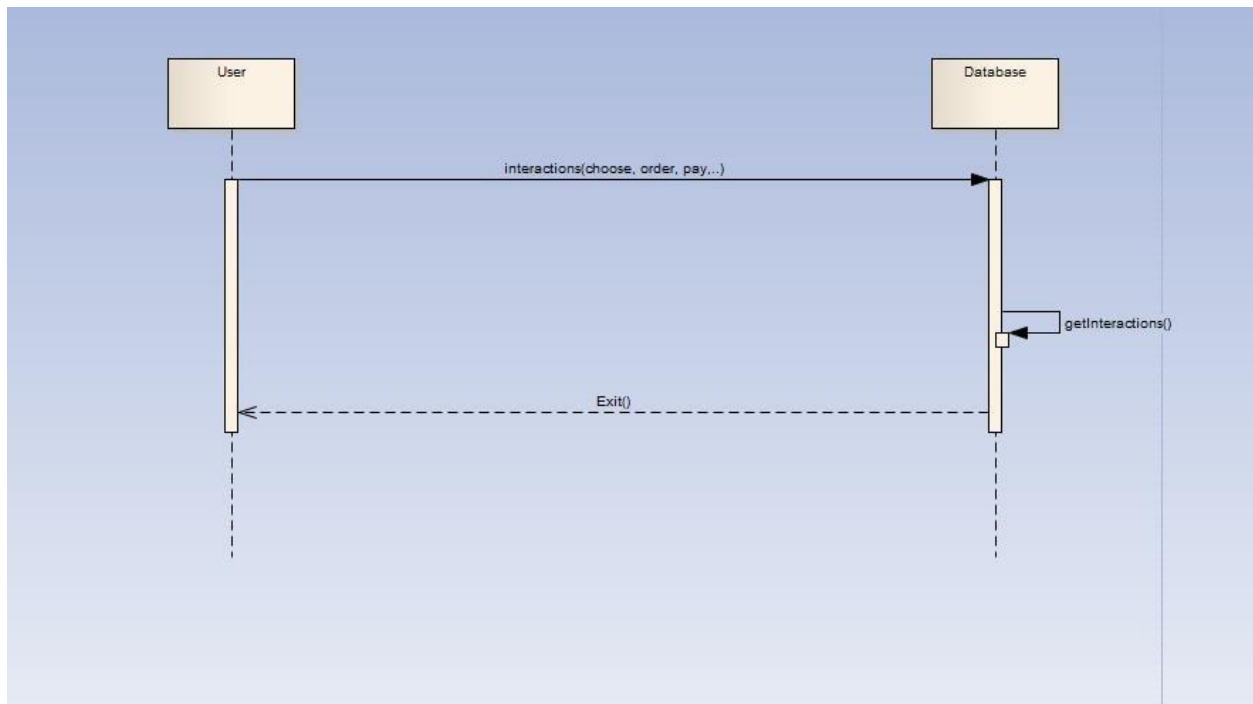 User
Database
interactions(choose, order, pay,..)
getInteractions()
Exit()